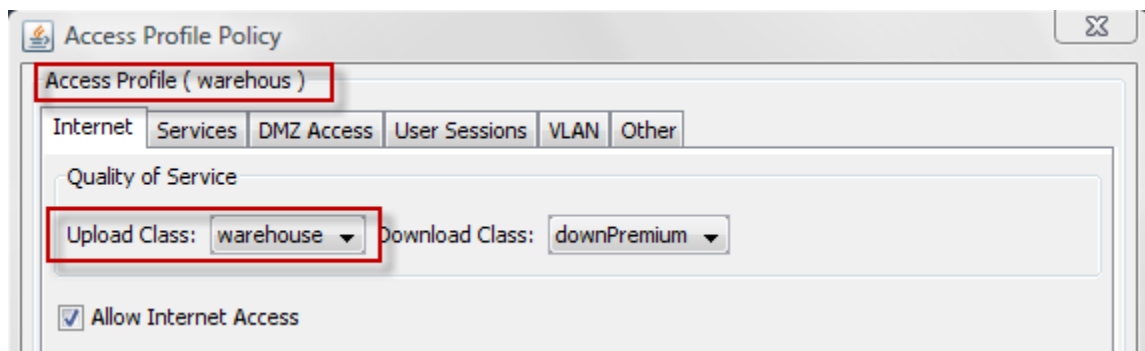 Access Profile Policy
Access Profile ( warehous )
Internet Services DMZ Access User Sessions VLAN Other
Quality of Service
Upload Class: warehouse Download Class: downPremium
Allow Internet Access